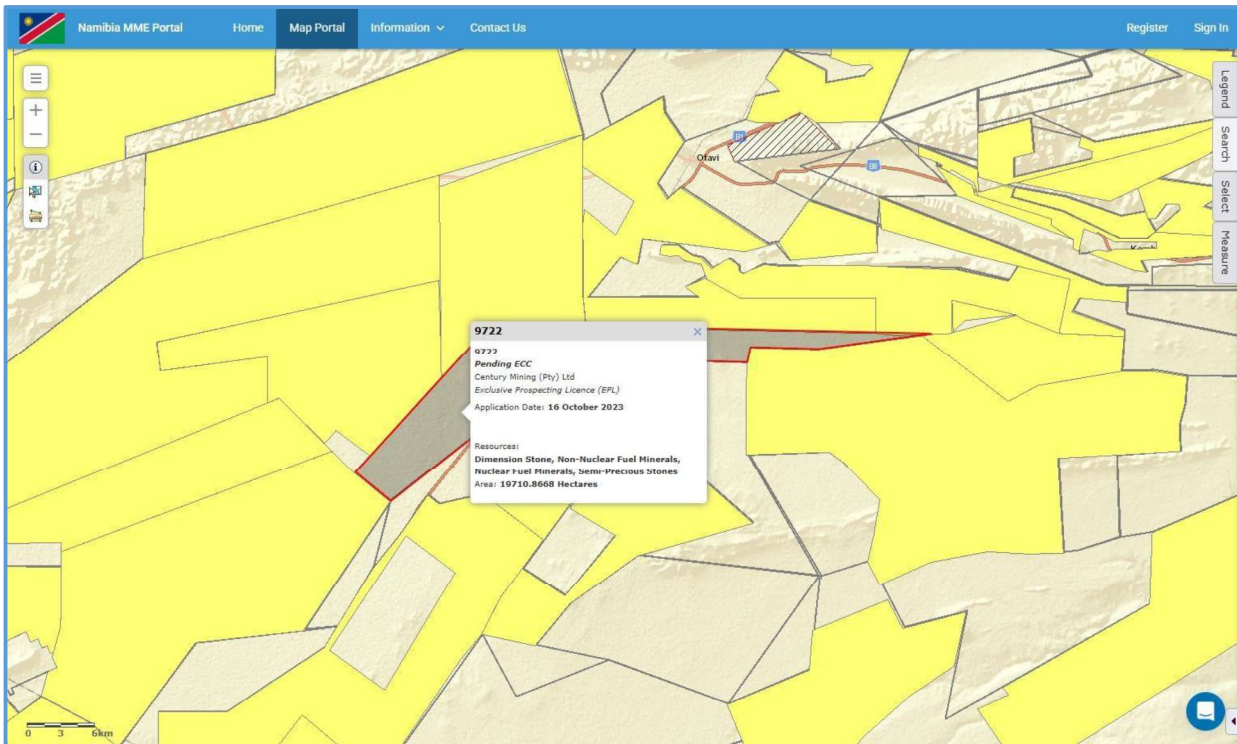 Namibia MME Portal
Home
Map Portal
Information
Contact Us
Register
Sign In
Legend
Search
Select
Measure
B1
Otavi
B8
9722
9722
Pending ECC
Century Mining (Pty) Ltd
Exclusive Prospecting Licence (EPL)
Application Date: 16 October 2023
Resources:
Dimension Stone, Non-Nuclear Fuel Minerals,
Nuclear Fuel Minerals, Semi-Precious Stones
Area: 19710.8668 Hectares
0 3 6km